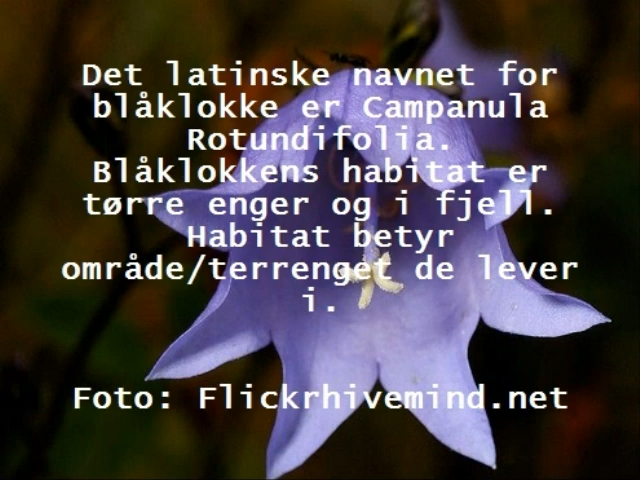 Det latinske navnet for
blåklokke er Campanula
Rotundifolia.
Blåklokkens habitat er
tørre enger og i fjell.
Habitat betyr
område/terrenget de lever
i.
Foto: Flickrhivemind.net